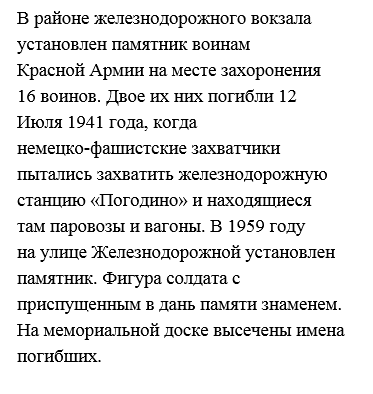 В районе железнодорожного вокзала
установлен памятник воинам
Красной Армии на месте захоронения
16 воинов. Двое их них погибли 12
Июля 1941 года, когда
немецко-фашистские захватчики
пытались захватить железнодорожную
станцию «Погодино» и находящиеся
там паровозы и вагоны. В 1959 году
на улице Железнодорожной установлен
памятник. Фигура солдата с
приспущенным в дань памяти знаменем.
На мемориальной доске высечены имена
погибших.